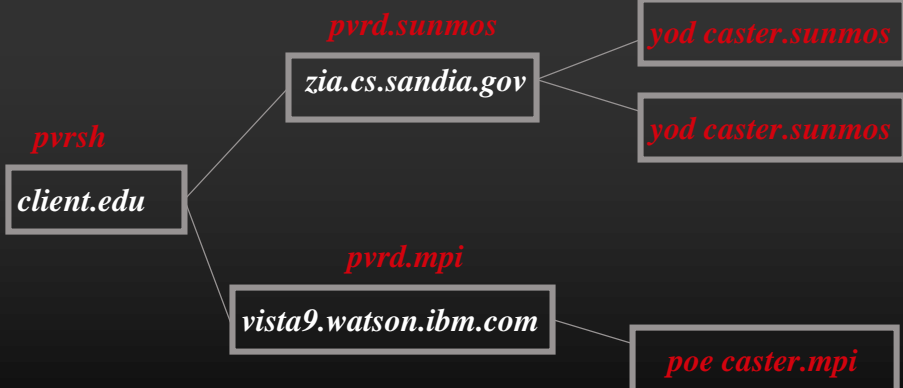 pvrd.sunmos
yod caster.sunmos
zia.cs.sandia.gov
yod caster.sunmos
pvrsh
client.edu
pvrd.mpi
vista9.watson.ibm.com
poe caster.mpi